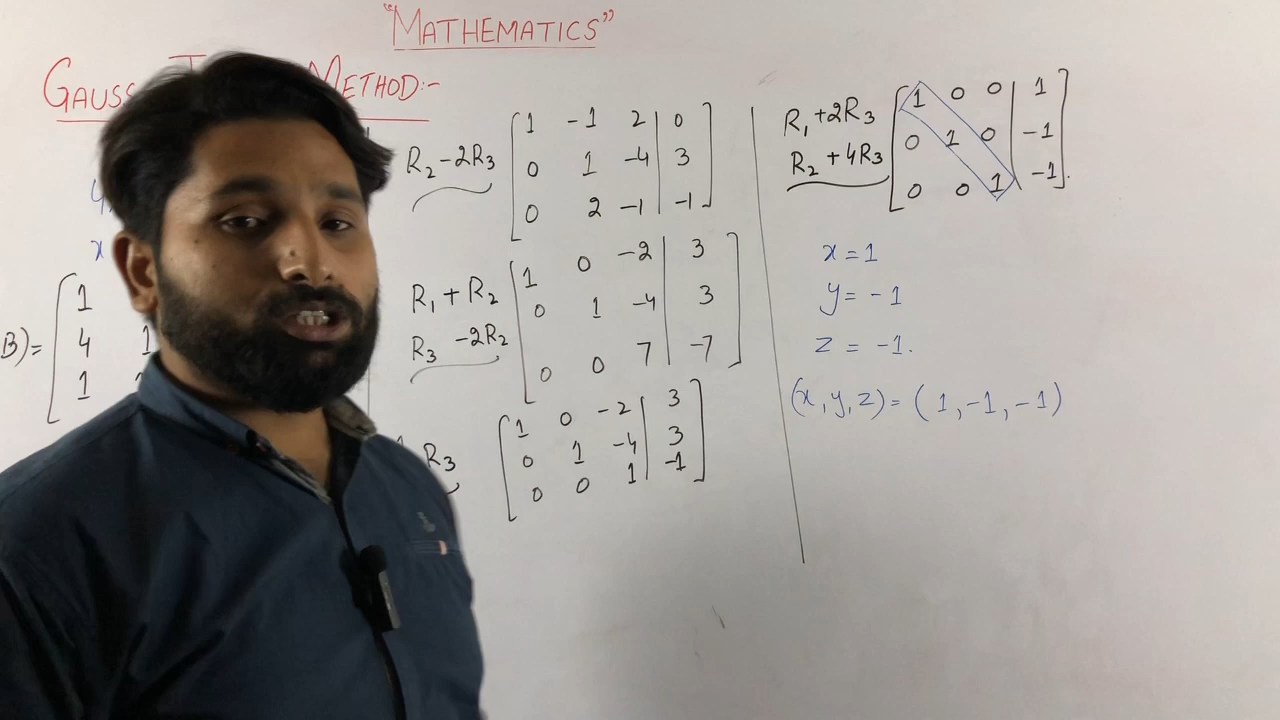 "MATHEMATICS"
GAUSS METHOD:-
x
B)=
1
4 1
1
R₂ -2R₃
1 -1 2 | 0
0 1 -4 | 3
0 2 -1 | -1
R₁ + R₂
R₃ -2R₂
1 0 -2 | 3
0 1 -4 | 3
0 0 7 | -7
R₃
1 0 -2 | 3
0 1 -4 | 3
0 0 1 | -1
R₁ +2R₃
R₂ +4R₃
1 0 0 | 1
0 1 0 | -1
0 0 1 | -1
x = 1
y = -1
z = -1.
(x,y,z) = (1,-1,-1)